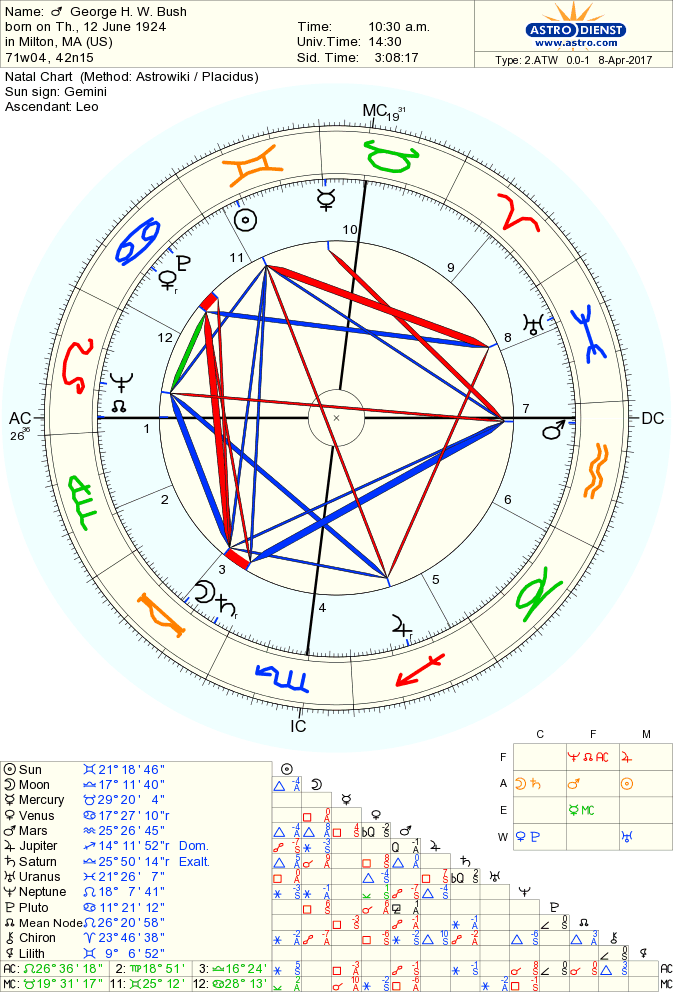 Name: ♂ George H. W. Bush
born on Th., 12 June 1924
in Milton, MA (US)
71w04, 42n15
Time: 10:30 a.m.
Univ.Time: 14:30
Sid. Time: 3:08:17
ASTRO DIENST
www.astro.com
Type: 2.ATW 0.0-1 8-Apr-2017
Natal Chart (Method: Astrowiki / Placidus)
Sun sign: Gemini
Ascendant: Leo
MC 19 31
10
11
9
12
8
AC 26 36
1
7
DC
2
6
3
5
4
IC
C F M
F ♆ ☊ AC ♃
A ☽ ♄ ♂ ☉
E ☿ MC
W ♀ ♇ ♅
☉ Sun ♊ 21° 18' 46"
☽ Moon ♎ 17° 11' 40"
☿ Mercury ♉ 29° 20' 4"
♀ Venus ♋ 17° 27' 10"r
♂ Mars ♒ 25° 26' 45"
♃ Jupiter ♐ 14° 11' 52"r Dom.
♄ Saturn ♎ 25° 50' 14"r Exalt.
♅ Uranus ♓ 21° 26' 7"
♆ Neptune ♌ 18° 7' 41"
♇ Pluto ♋ 11° 21' 12"
☊ Mean Node ♌ 26° 20' 58"
⚷ Chiron ♈ 23° 46' 38"
⚸ Lilith ♊ 9° 6' 52"
AC: ♌ 26° 36' 18" 2: ♍ 18° 51' 3: ♎ 16° 24'
MC: ♉ 19° 31' 17" 11: ♊ 25° 12' 12: ♋ 28° 13'
AC
MC